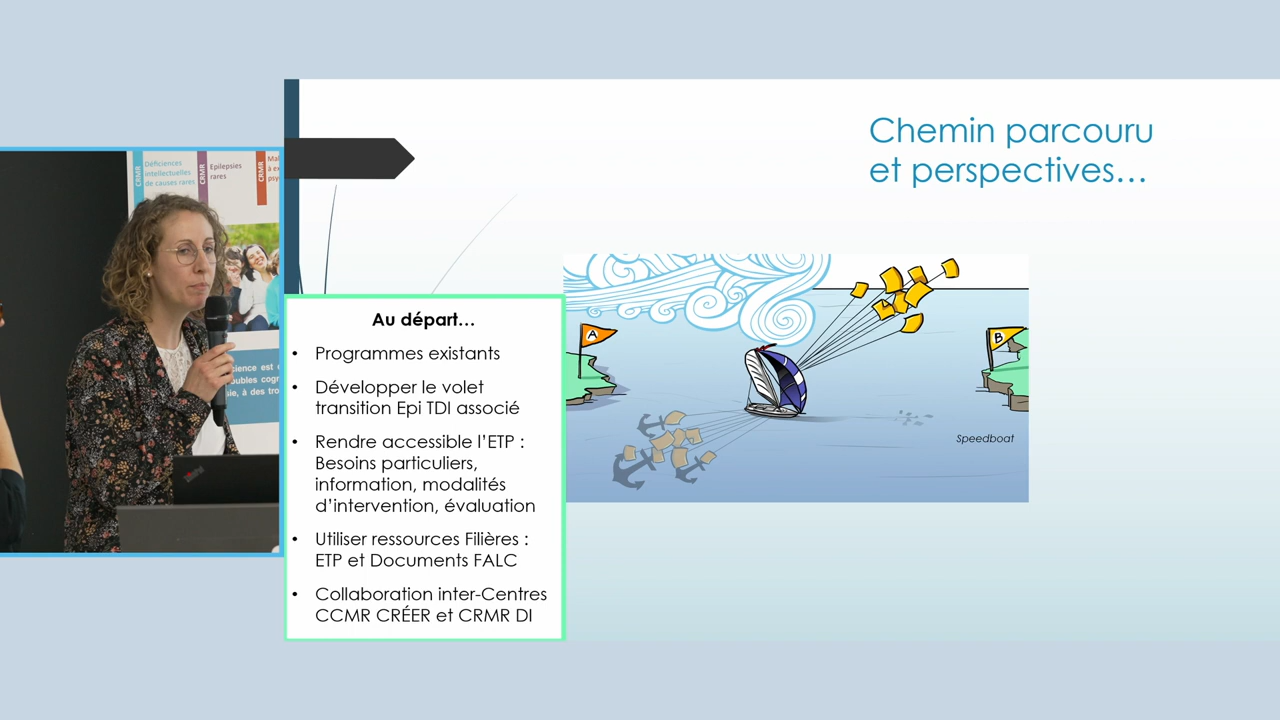 Chemin parcouru
et perspectives…
CRMR
Déficiences
intellectuelles
de causes rares
CRMR
Epilepsies
rares
CRMR
Au départ…
• Programmes existants
• Développer le volet
transition Epi TDI associé
• Rendre accessible l’ETP :
Besoins particuliers,
information, modalités
d’intervention, évaluation
• Utiliser ressources Filières :
ETP et Documents FALC
• Collaboration inter-Centres
CCMR CRÉER et CRMR DI
A
B
Speedboat